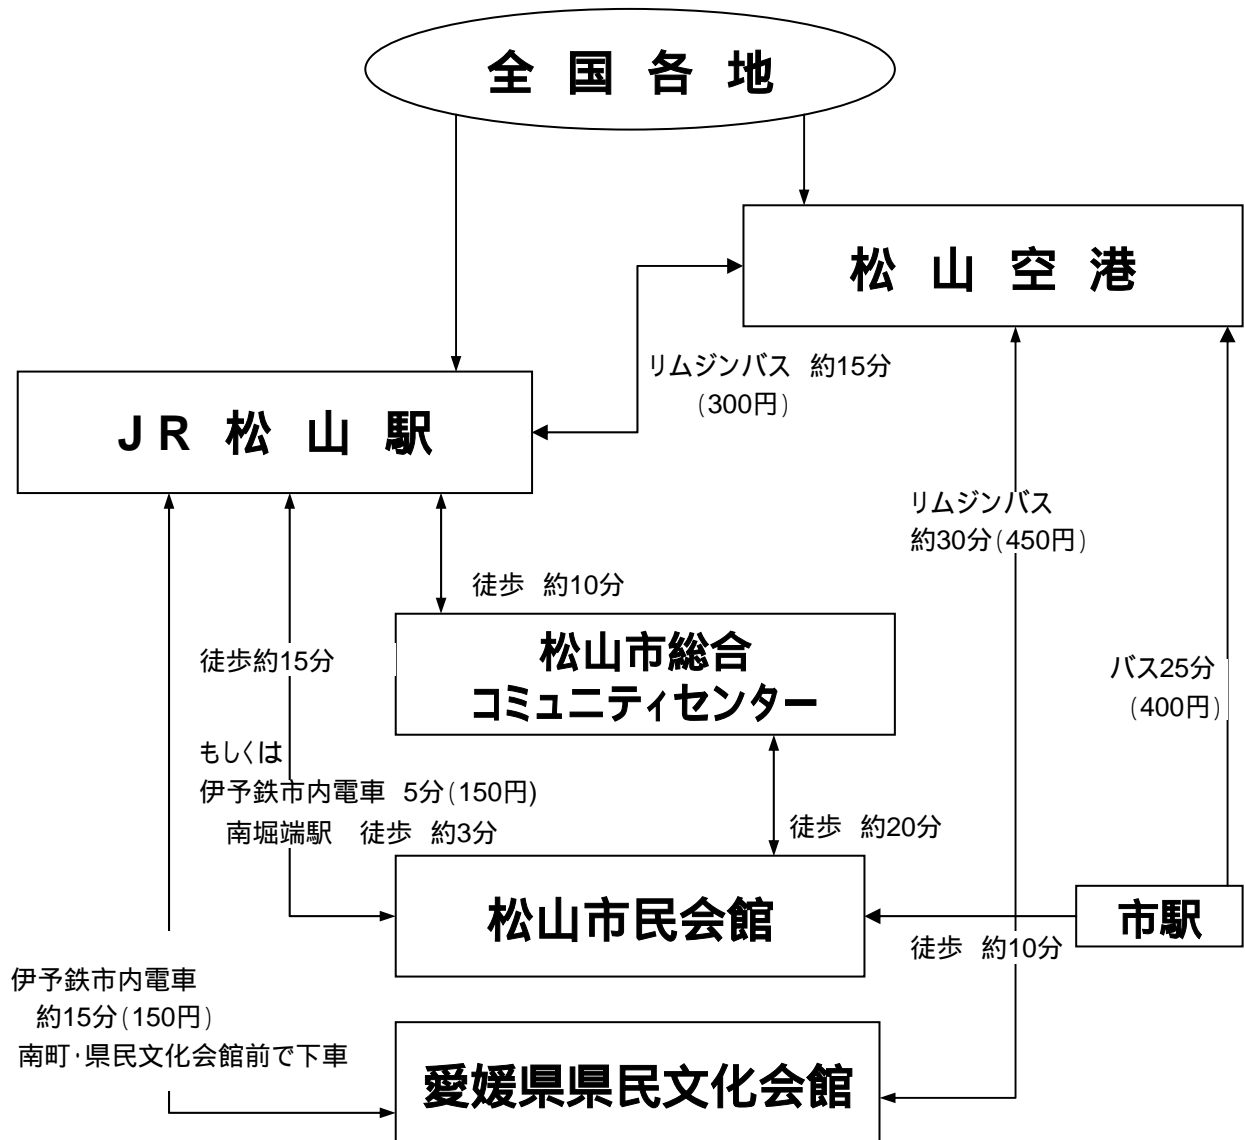 全国各地
松山空港
リムジンバス 約15分
(300円)
JR 松山駅
リムジンバス
約30分(450円)
徒歩 約10分
松山市総合
コミュニティセンター
徒歩約15分
バス25分
(400円)
もしくは
伊予鉄市内電車 5分(150円)
南堀端駅 徒歩 約3分
徒歩 約20分
松山市民会館
市駅
徒歩 約10分
伊予鉄市内電車
約15分(150円)
南町・県民文化会館前で下車
愛媛県県民文化会館